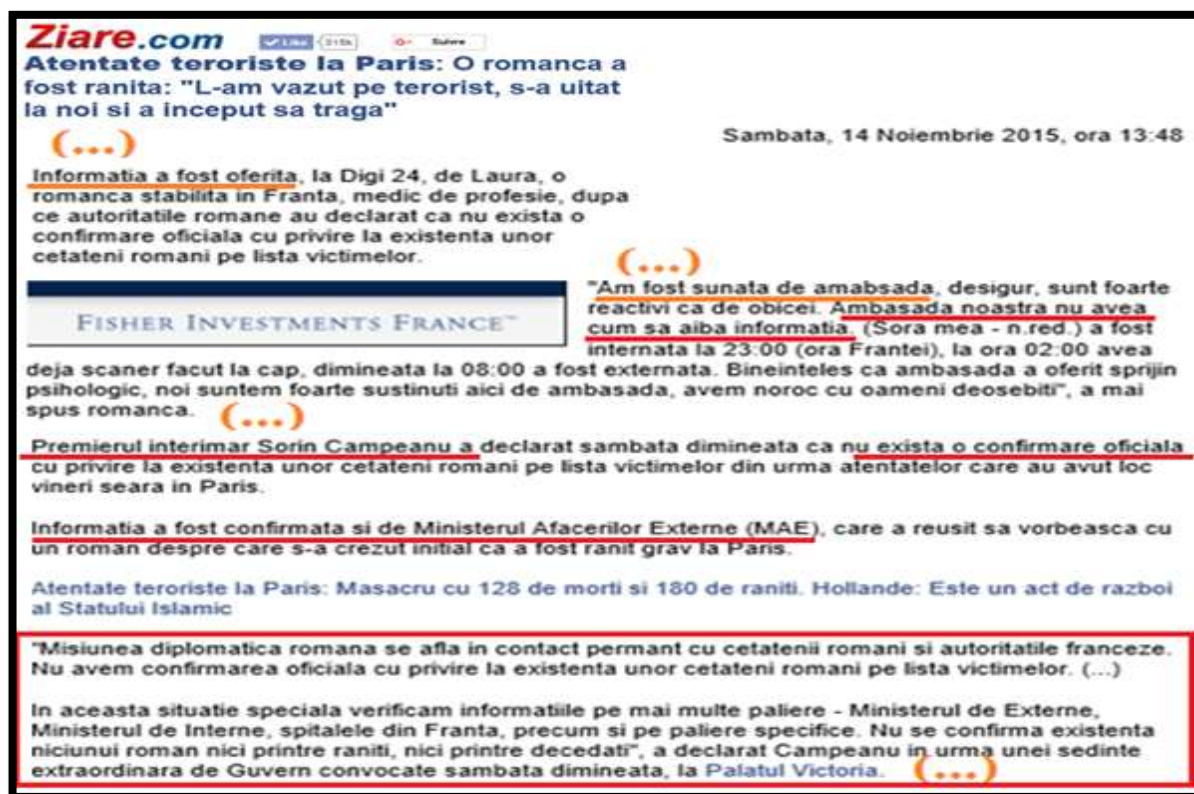 Ziare.com Like 315k G+ Suivre
Atentate teroriste la Paris: O romanca a
fost ranita: "L-am vazut pe terorist, s-a uitat
la noi si a inceput sa traga"
(...)
Sambata, 14 Noiembrie 2015, ora 13:48
Informatia a fost oferita, la Digi 24, de Laura, o
romanca stabilita in Franta, medic de profesie, dupa
ce autoritatile romane au declarat ca nu exista o
confirmare oficiala cu privire la existenta unor
cetateni romani pe lista victimelor.
(...)
FISHER INVESTMENTS FRANCE™
"Am fost sunata de amabsada, desigur, sunt foarte
reactivi ca de obicei. Ambasada noastra nu avea
cum sa aiba informatia. (Sora mea - n.red.) a fost
internata la 23:00 (ora Frantei), la ora 02:00 avea
deja scaner facut la cap, dimineata la 08:00 a fost externata. Bineinteles ca ambasada a oferit sprijin
psihologic, noi suntem foarte sustinuti aici de ambasada, avem noroc cu oameni deosebiti", a mai
spus romanca. (...)
Premierul interimar Sorin Campeanu a declarat sambata dimineata ca nu exista o confirmare oficiala
cu privire la existenta unor cetateni romani pe lista victimelor din urma atentatelor care au avut loc
vineri seara in Paris.
Informatia a fost confirmata si de Ministerul Afacerilor Externe (MAE), care a reusit sa vorbeasca cu
un roman despre care s-a crezut initial ca a fost ranit grav la Paris.
Atentate teroriste la Paris: Masacru cu 128 de morti si 180 de raniti. Hollande: Este un act de razboi
al Statului Islamic
"Misiunea diplomatica romana se afla in contact permant cu cetatenii romani si autoritatile franceze.
Nu avem confirmarea oficiala cu privire la existenta unor cetateni romani pe lista victimelor. (...)
In aceasta situatie speciala verificam informatiile pe mai multe paliere - Ministerul de Externe,
Ministerul de Interne, spitalele din Franta, precum si pe paliere specifice. Nu se confirma existenta
niciunui roman nici printre raniti, nici printre decedati", a declarat Campeanu in urma unei sedinte
extraordinara de Guvern convocate sambata dimineata, la Palatul Victoria. (...)